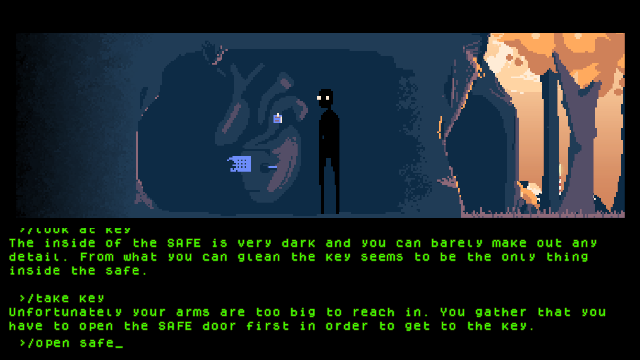 >/look at key
The inside of the SAFE is very dark and you can barely make out any
detail. From what you can glean the key seems to be the only thing
inside the safe.
>/take key
Unfortunately your arms are too big to reach in. You gather that you
have to open the SAFE door first in order to get to the key.
>/open safe_